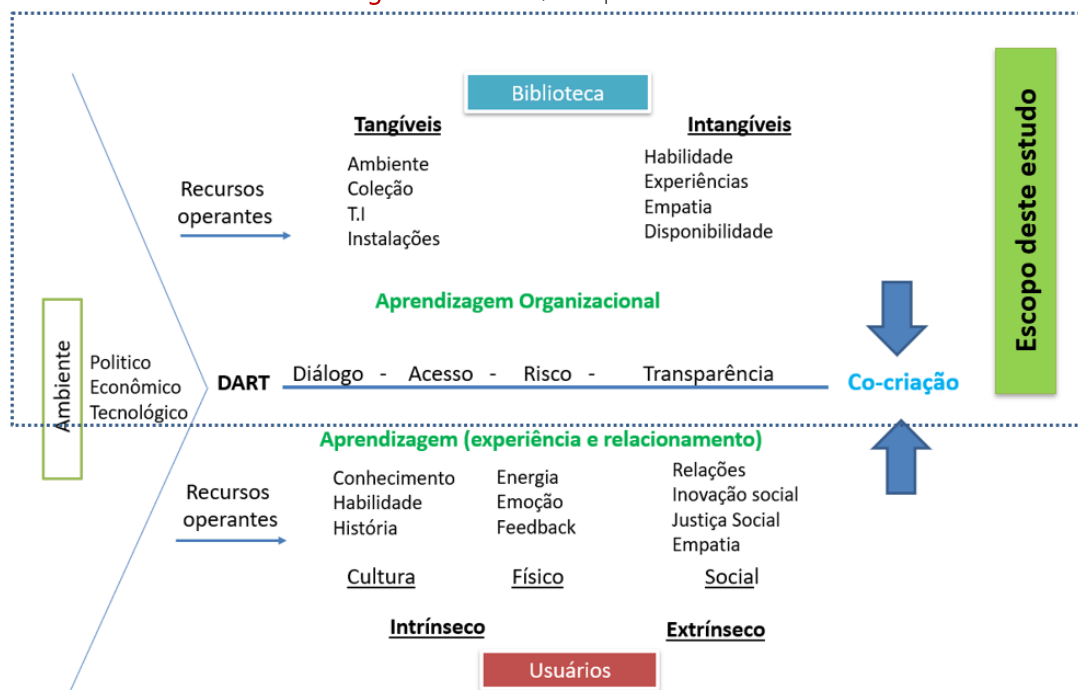 Biblioteca
Tangíveis
Intangíveis
Ambiente
Coleção
T.I
Instalações
Habilidade
Experiências
Empatia
Disponibilidade
Recursos
operantes
Escopo deste estudo
Aprendizagem Organizacional
Ambiente
Politico
Econômico
Tecnológico
DART
Diálogo - Acesso - Risco - Transparência
Co-criação
Aprendizagem (experiência e relacionamento)
Recursos
operantes
Conhecimento
Habilidade
História
Energia
Emoção
Feedback
Relações
Inovação social
Justiça Social
Empatia
Cultura
Físico
Social
Intrínseco
Extrínseco
Usuários